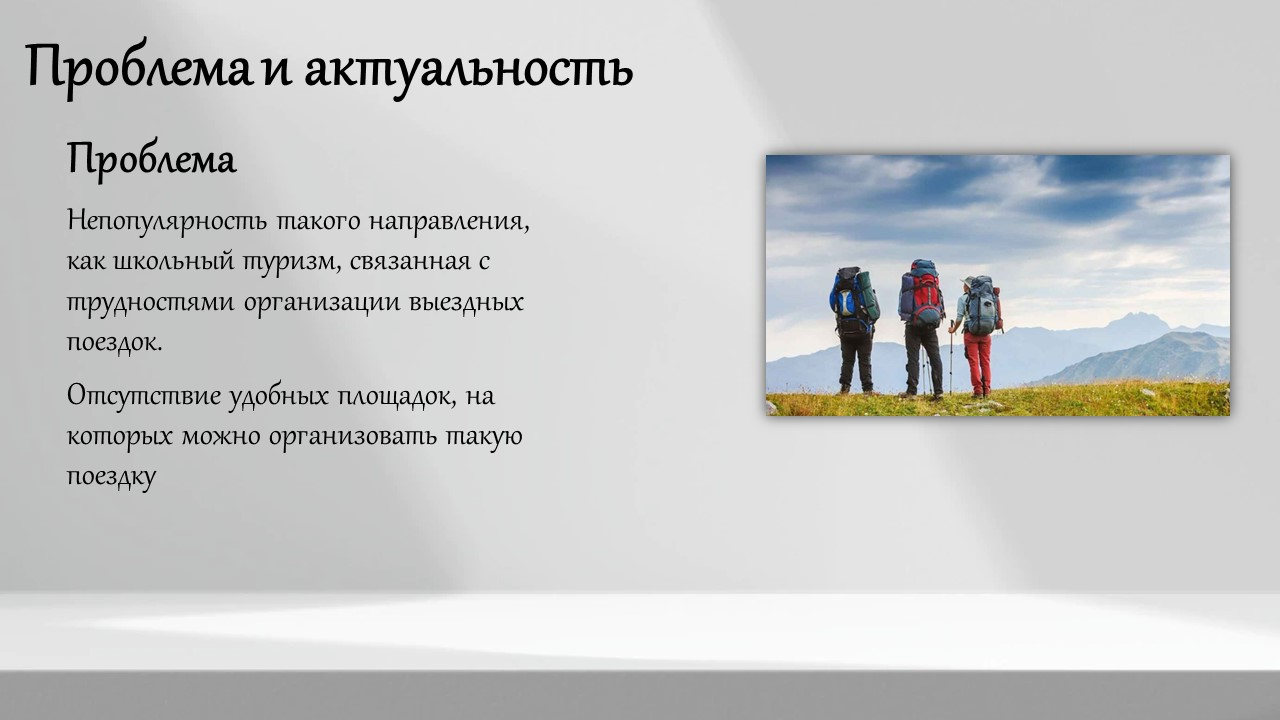 Проблема и актуальность
Проблема
Непопулярность такого направления,
как школьный туризм, связанная с
трудностями организации выездных
поездок.
Отсутствие удобных площадок, на
которых можно организовать такую
поездку